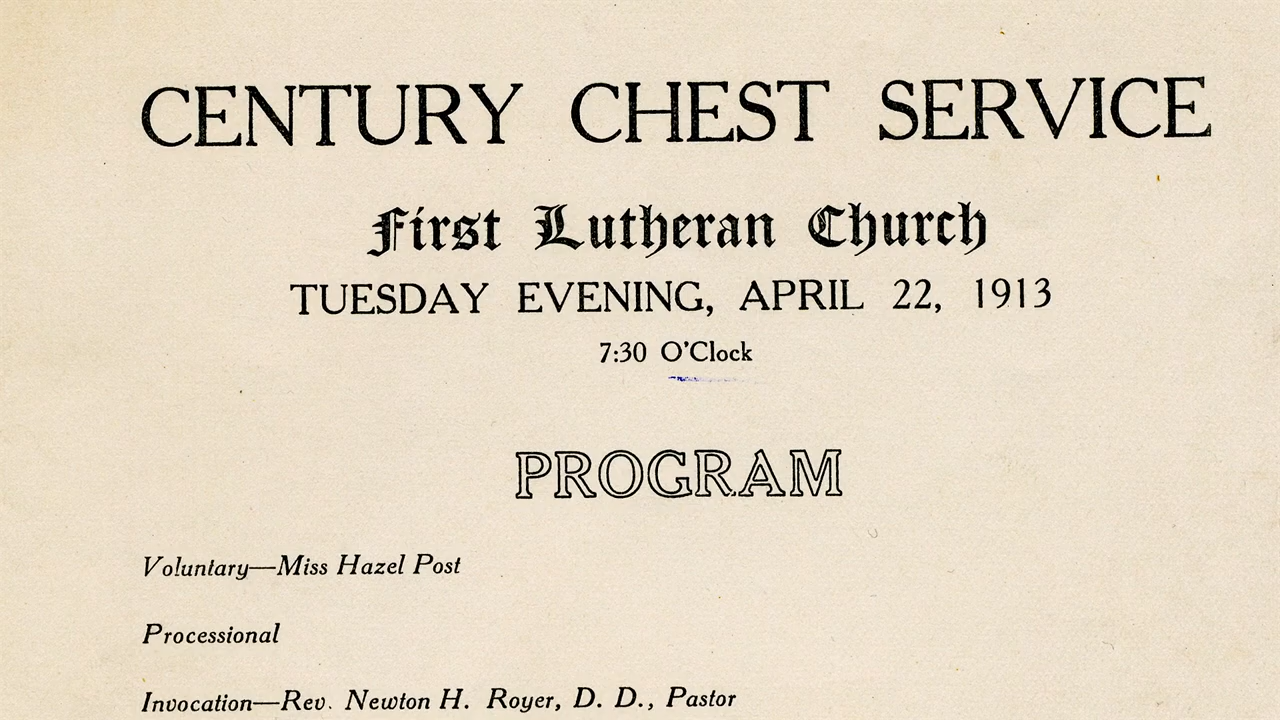 CENTURY CHEST SERVICE
First Lutheran Church
TUESDAY EVENING, APRIL 22, 1913
7:30 O'Clock
PROGRAM
Voluntary—Miss Hazel Post
Processional
Invocation—Rev. Newton H. Royer, D. D., Pastor